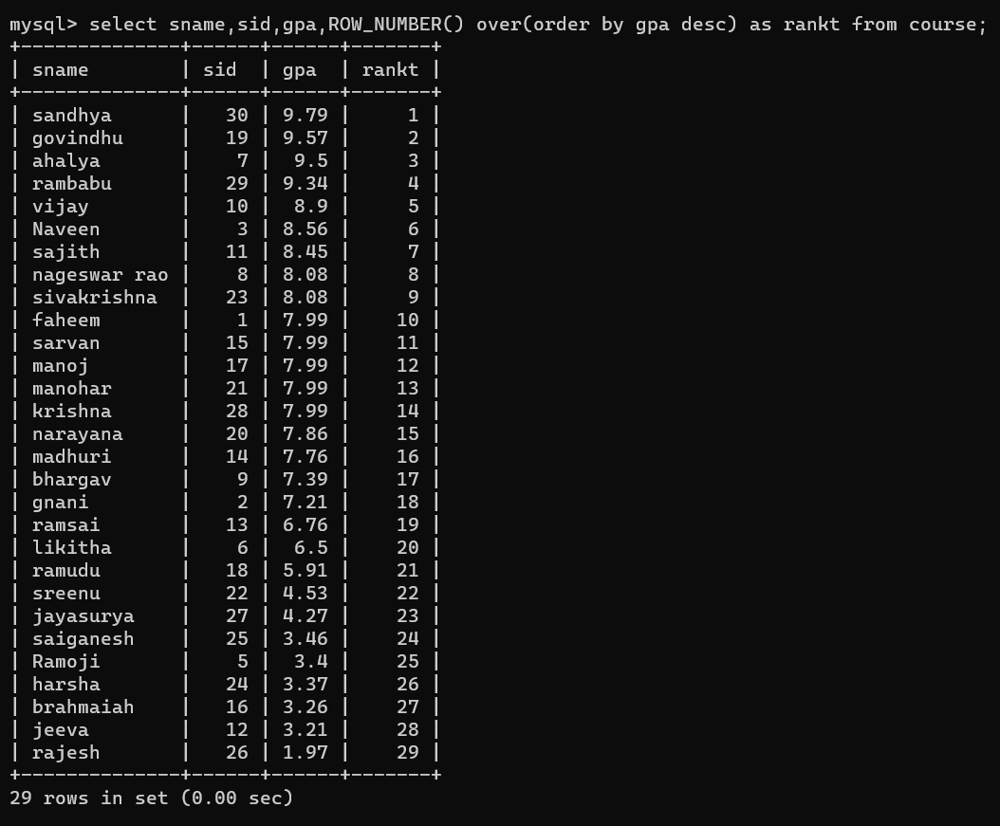 mysql> select sname,sid,gpa,ROW_NUMBER() over(order by gpa desc) as rankt from course;
+--------------+------+------+-------+
| sname        | sid  | gpa  | rankt |
+--------------+------+------+-------+
| sandhya      |   30 | 9.79 |     1 |
| govindhu     |   19 | 9.57 |     2 |
| ahalya       |    7 |  9.5 |     3 |
| rambabu      |   29 | 9.34 |     4 |
| vijay        |   10 |  8.9 |     5 |
| Naveen       |    3 | 8.56 |     6 |
| sajith       |   11 | 8.45 |     7 |
| nageswar rao |    8 | 8.08 |     8 |
| sivakrishna  |   23 | 8.08 |     9 |
| faheem       |    1 | 7.99 |    10 |
| sarvan       |   15 | 7.99 |    11 |
| manoj        |   17 | 7.99 |    12 |
| manohar      |   21 | 7.99 |    13 |
| krishna      |   28 | 7.99 |    14 |
| narayana     |   20 | 7.86 |    15 |
| madhuri      |   14 | 7.76 |    16 |
| bhargav      |    9 | 7.39 |    17 |
| gnani        |    2 | 7.21 |    18 |
| ramsai       |   13 | 6.76 |    19 |
| likitha      |    6 |  6.5 |    20 |
| ramudu       |   18 | 5.91 |    21 |
| sreenu       |   22 | 4.53 |    22 |
| jayasurya    |   27 | 4.27 |    23 |
| saiganesh    |   25 | 3.46 |    24 |
| Ramoji       |    5 |  3.4 |    25 |
| harsha       |   24 | 3.37 |    26 |
| brahmaiah    |   16 | 3.26 |    27 |
| jeeva        |   12 | 3.21 |    28 |
| rajesh       |   26 | 1.97 |    29 |
+--------------+------+------+-------+
29 rows in set (0.00 sec)